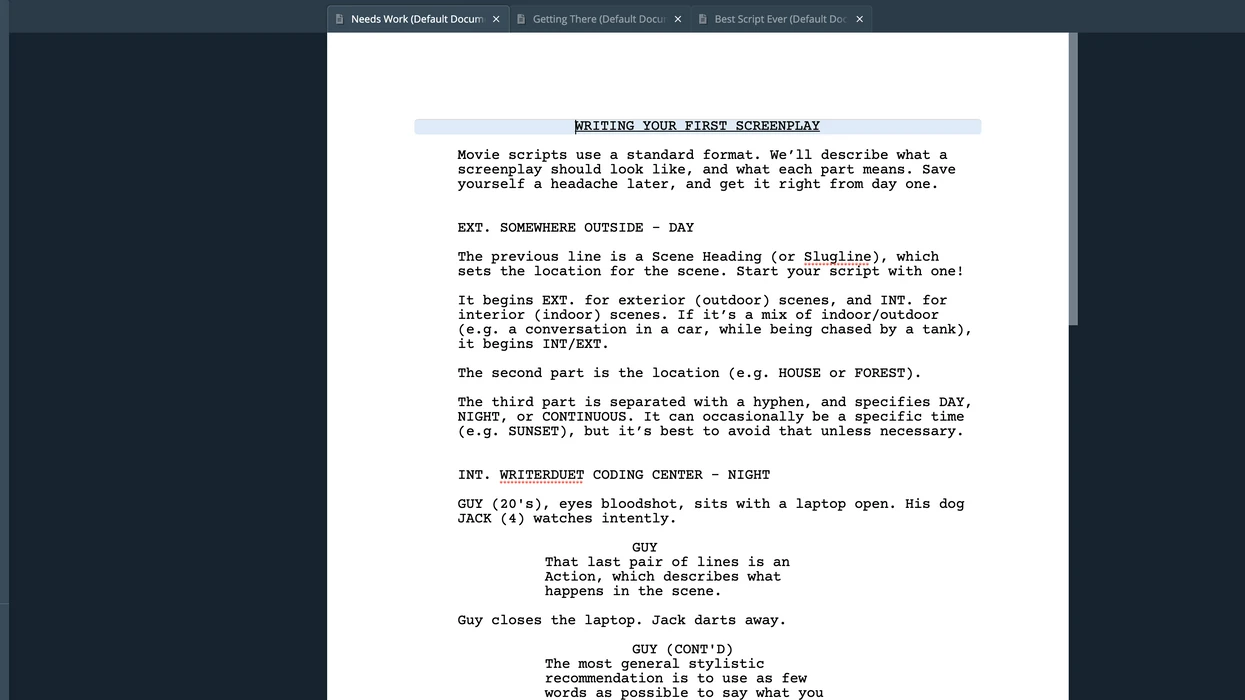 Needs Work (Default Docum
Getting There (Default Docu
Best Script Ever (Default Doc
WRITING YOUR FIRST SCREENPLAY
Movie scripts use a standard format. We’ll describe what a
screenplay should look like, and what each part means. Save
yourself a headache later, and get it right from day one.
EXT. SOMEWHERE OUTSIDE - DAY
The previous line is a Scene Heading (or Slugline), which
sets the location for the scene. Start your script with one!
It begins EXT. for exterior (outdoor) scenes, and INT. for
interior (indoor) scenes. If it’s a mix of indoor/outdoor
(e.g. a conversation in a car, while being chased by a tank),
it begins INT/EXT.
The second part is the location (e.g. HOUSE or FOREST).
The third part is separated with a hyphen, and specifies DAY,
NIGHT, or CONTINUOUS. It can occasionally be a specific time
(e.g. SUNSET), but it’s best to avoid that unless necessary.
INT. WRITERDUET CODING CENTER - NIGHT
GUY (20's), eyes bloodshot, sits with a laptop open. His dog
JACK (4) watches intently.
GUY
That last pair of lines is an
Action, which describes what
happens in the scene.
Guy closes the laptop. Jack darts away.
GUY (CONT'D)
The most general stylistic
recommendation is to use as few
words as possible to say what you